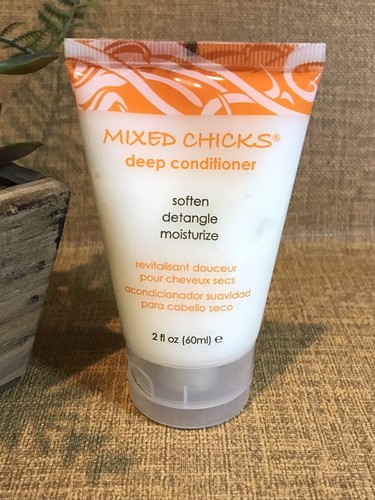 MIXED CHICKS®
deep conditioner
soften
detangle
moisturize
revitalisant douceur
pour cheveux secs
acondicionador suavidad
para cabello seco
2 fl oz (60ml) ℮